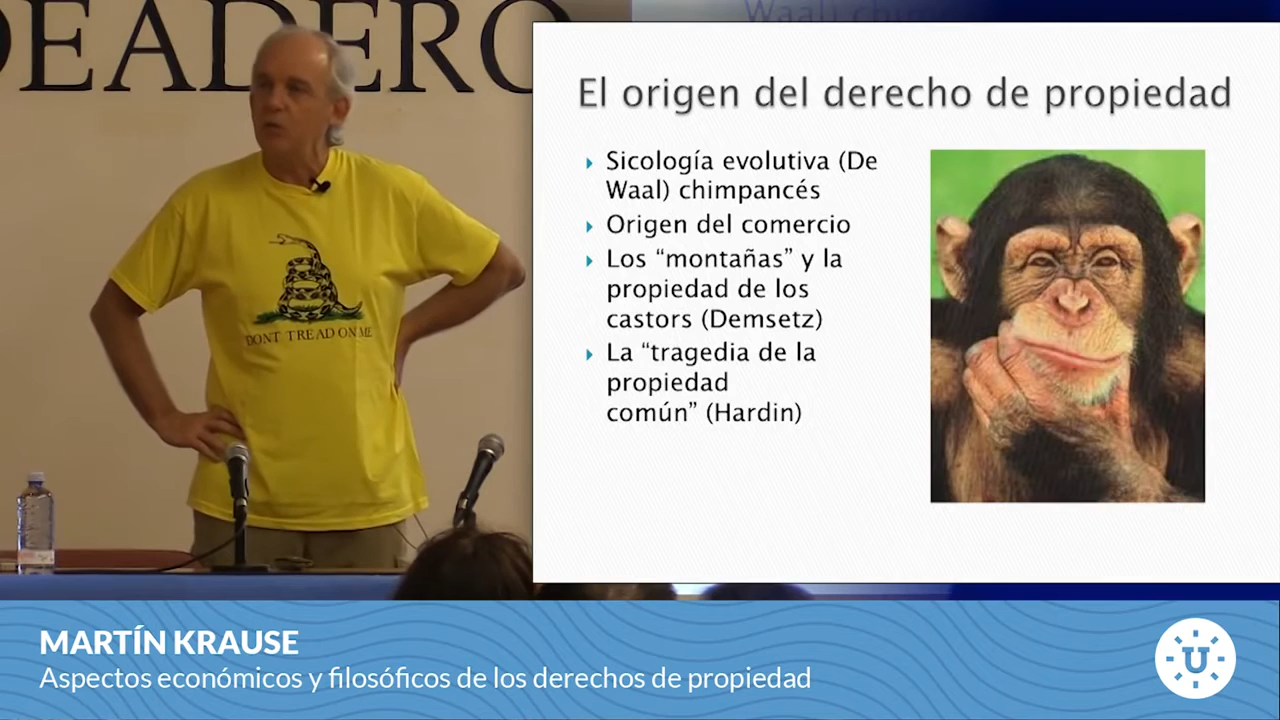 DEADERO
Waal) chim
El origen del derecho de propiedad
Sicología evolutiva (De
Waal) chimpancés
Origen del comercio
Los “montañas” y la
propiedad de los
castors (Demsetz)
La “tragedia de la
propiedad
común” (Hardin)
DONT TREAD ON ME
MARTÍN KRAUSE
Aspectos económicos y filosóficos de los derechos de propiedad
U